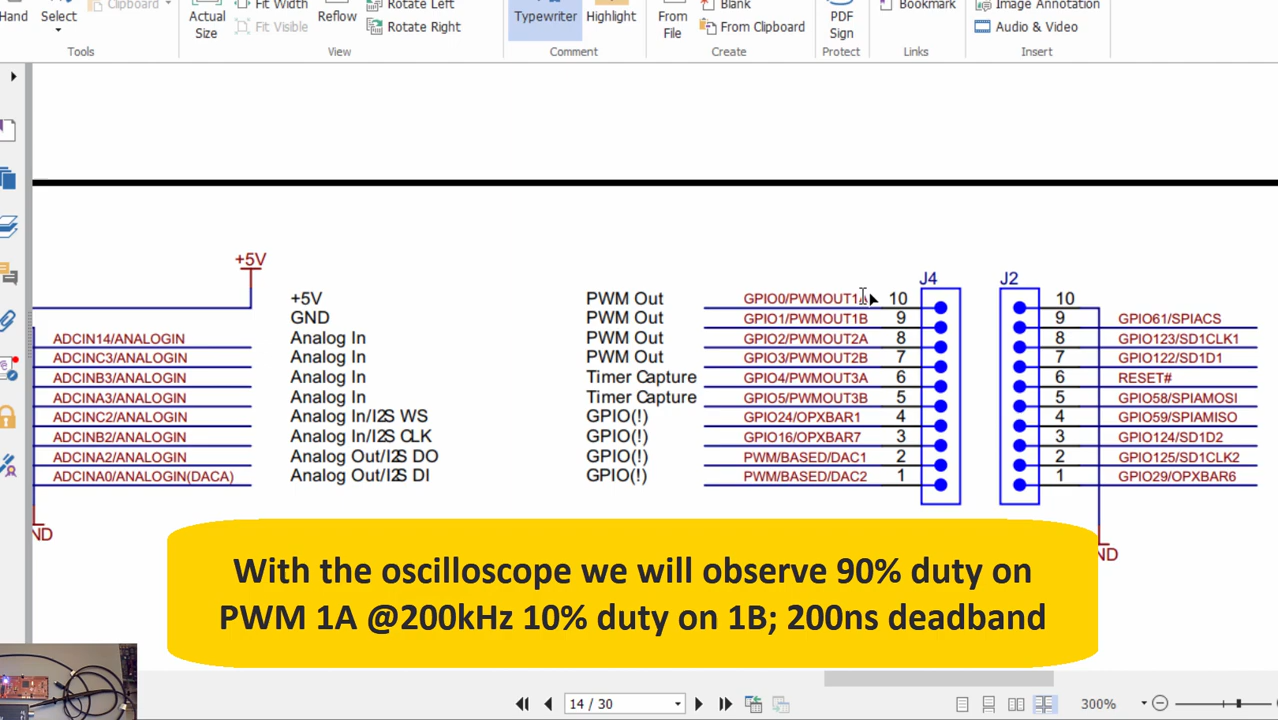 Hand
Select
Clipboard
Actual
Size
Fit Width
Fit Visible
Reflow
Rotate Left
Rotate Right
Typewriter
Highlight
From
File
Blank
From Clipboard
PDF
Sign
Bookmark
Image Annotation
Audio & Video
Tools
View
Comment
Create
Protect
Links
Insert
+5V
J4
J2
+5V
PWM Out
GPIO0/PWMOUT1A
10
10
GND
PWM Out
GPIO1/PWMOUT1B
9
9
GPIO61/SPIACS
ADCIN14/ANALOGIN
Analog In
PWM Out
GPIO2/PWMOUT2A
8
8
GPIO123/SD1CLK1
ADCINC3/ANALOGIN
Analog In
PWM Out
GPIO3/PWMOUT2B
7
7
GPIO122/SD1D1
ADCINB3/ANALOGIN
Analog In
Timer Capture
GPIO4/PWMOUT3A
6
6
RESET#
ADCINA3/ANALOGIN
Analog In
Timer Capture
GPIO5/PWMOUT3B
5
5
GPIO58/SPIAMOSI
ADCINC2/ANALOGIN
Analog In/I2S WS
GPIO(!)
GPIO24/OPXBAR1
4
4
GPIO59/SPIAMISO
ADCINB2/ANALOGIN
Analog In/I2S CLK
GPIO(!)
GPIO16/OPXBAR7
3
3
GPIO124/SD1D2
ADCINA2/ANALOGIN
Analog Out/I2S DO
GPIO(!)
PWM/BASED/DAC1
2
2
GPIO125/SD1CLK2
ADCINA0/ANALOGIN(DACA)
Analog Out/I2S DI
GPIO(!)
PWM/BASED/DAC2
1
1
GPIO29/OPXBAR6
ND
ND
With the oscilloscope we will observe 90% duty on
PWM 1A @200kHz 10% duty on 1B; 200ns deadband
14 / 30
300%